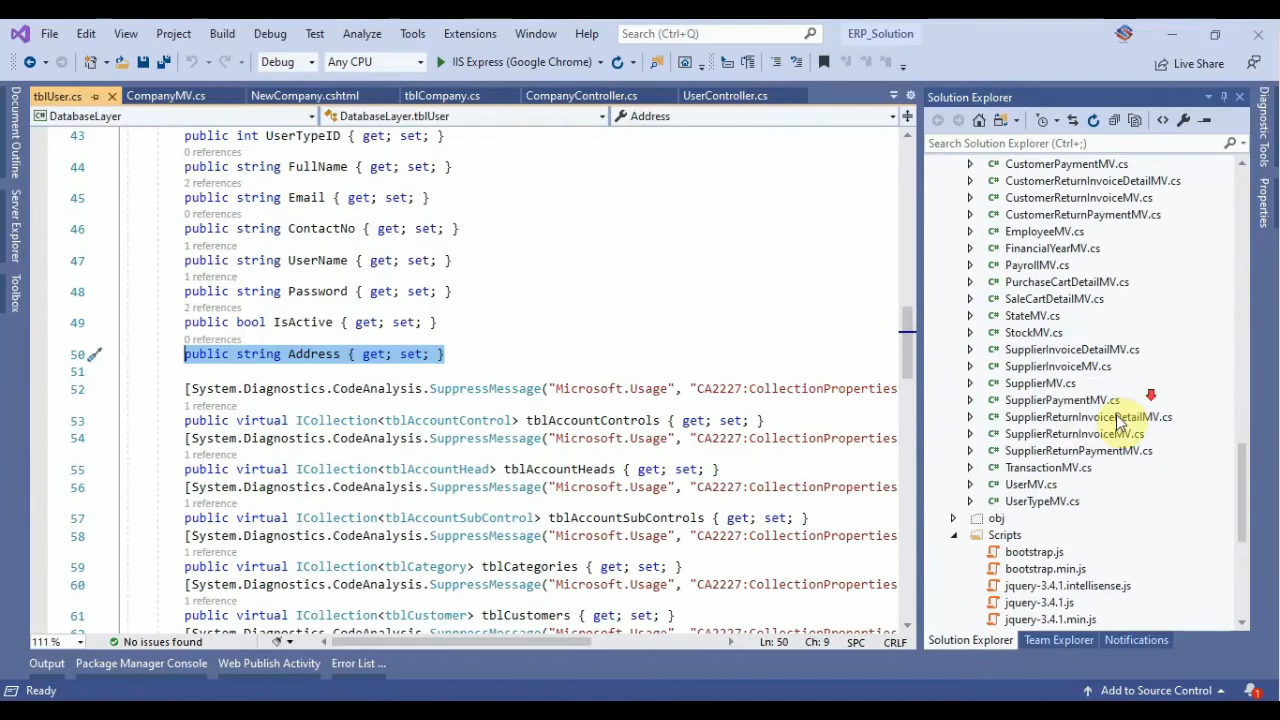 File Edit View Project Build Debug Test Analyze Tools Extensions Window Help Search (Ctrl+Q) ERP_Solution
Debug Any CPU IIS Express (Google Chrome) Live Share
tblUser.cs CompanyMV.cs NewCompany.cshtml tblCompany.cs CompanyController.cs UserController.cs
DatabaseLayer DatabaseLayer.tblUser Address
Document Outline
Server Explorer
Toolbox
43 public int UserTypeID { get; set; }
0 references
44 public string FullName { get; set; }
2 references
45 public string Email { get; set; }
0 references
46 public string ContactNo { get; set; }
1 reference
47 public string UserName { get; set; }
1 reference
48 public string Password { get; set; }
2 references
49 public bool IsActive { get; set; }
0 references
50 public string Address { get; set; }
51
52 [System.Diagnostics.CodeAnalysis.SuppressMessage("Microsoft.Usage", "CA2227:CollectionProperties
1 reference
53 public virtual ICollection<tblAccountControl> tblAccountControls { get; set; }
54 [System.Diagnostics.CodeAnalysis.SuppressMessage("Microsoft.Usage", "CA2227:CollectionProperties
1 reference
55 public virtual ICollection<tblAccountHead> tblAccountHeads { get; set; }
56 [System.Diagnostics.CodeAnalysis.SuppressMessage("Microsoft.Usage", "CA2227:CollectionProperties
1 reference
57 public virtual ICollection<tblAccountSubControl> tblAccountSubControls { get; set; }
58 [System.Diagnostics.CodeAnalysis.SuppressMessage("Microsoft.Usage", "CA2227:CollectionProperties
1 reference
59 public virtual ICollection<tblCategory> tblCategories { get; set; }
60 [System.Diagnostics.CodeAnalysis.SuppressMessage("Microsoft.Usage", "CA2227:CollectionProperties
1 reference
61 public virtual ICollection<tblCustomer> tblCustomers { get; set; }
[System.Diagnostics.CodeAnalysis.SuppressMessage("Microsoft.Usage", "CA2227:CollectionProperties
111 % No issues found Ln: 50 Ch: 9 SPC CRLF
Solution Explorer
Search Solution Explorer (Ctrl+;)
CustomerPaymentMV.cs
CustomerReturnInvoiceDetailMV.cs
CustomerReturnInvoiceMV.cs
CustomerReturnPaymentMV.cs
EmployeeMV.cs
FinancialYearMV.cs
PayrollMV.cs
PurchaseCartDetailMV.cs
SaleCartDetailMV.cs
StateMV.cs
StockMV.cs
SupplierInvoiceDetailMV.cs
SupplierInvoiceMV.cs
SupplierMV.cs
SupplierPaymentMV.cs
SupplierReturnInvoiceDetailMV.cs
SupplierReturnInvoiceMV.cs
SupplierReturnPaymentMV.cs
TransactionMV.cs
UserMV.cs
UserTypeMV.cs
obj
Scripts
bootstrap.js
bootstrap.min.js
jquery-3.4.1.intellisense.js
jquery-3.4.1.js
jquery-3.4.1.min.js
Solution Explorer Team Explorer Notifications
Diagnostic Tools
Properties
Output Package Manager Console Web Publish Activity Error List ...
Ready Add to Source Control 1